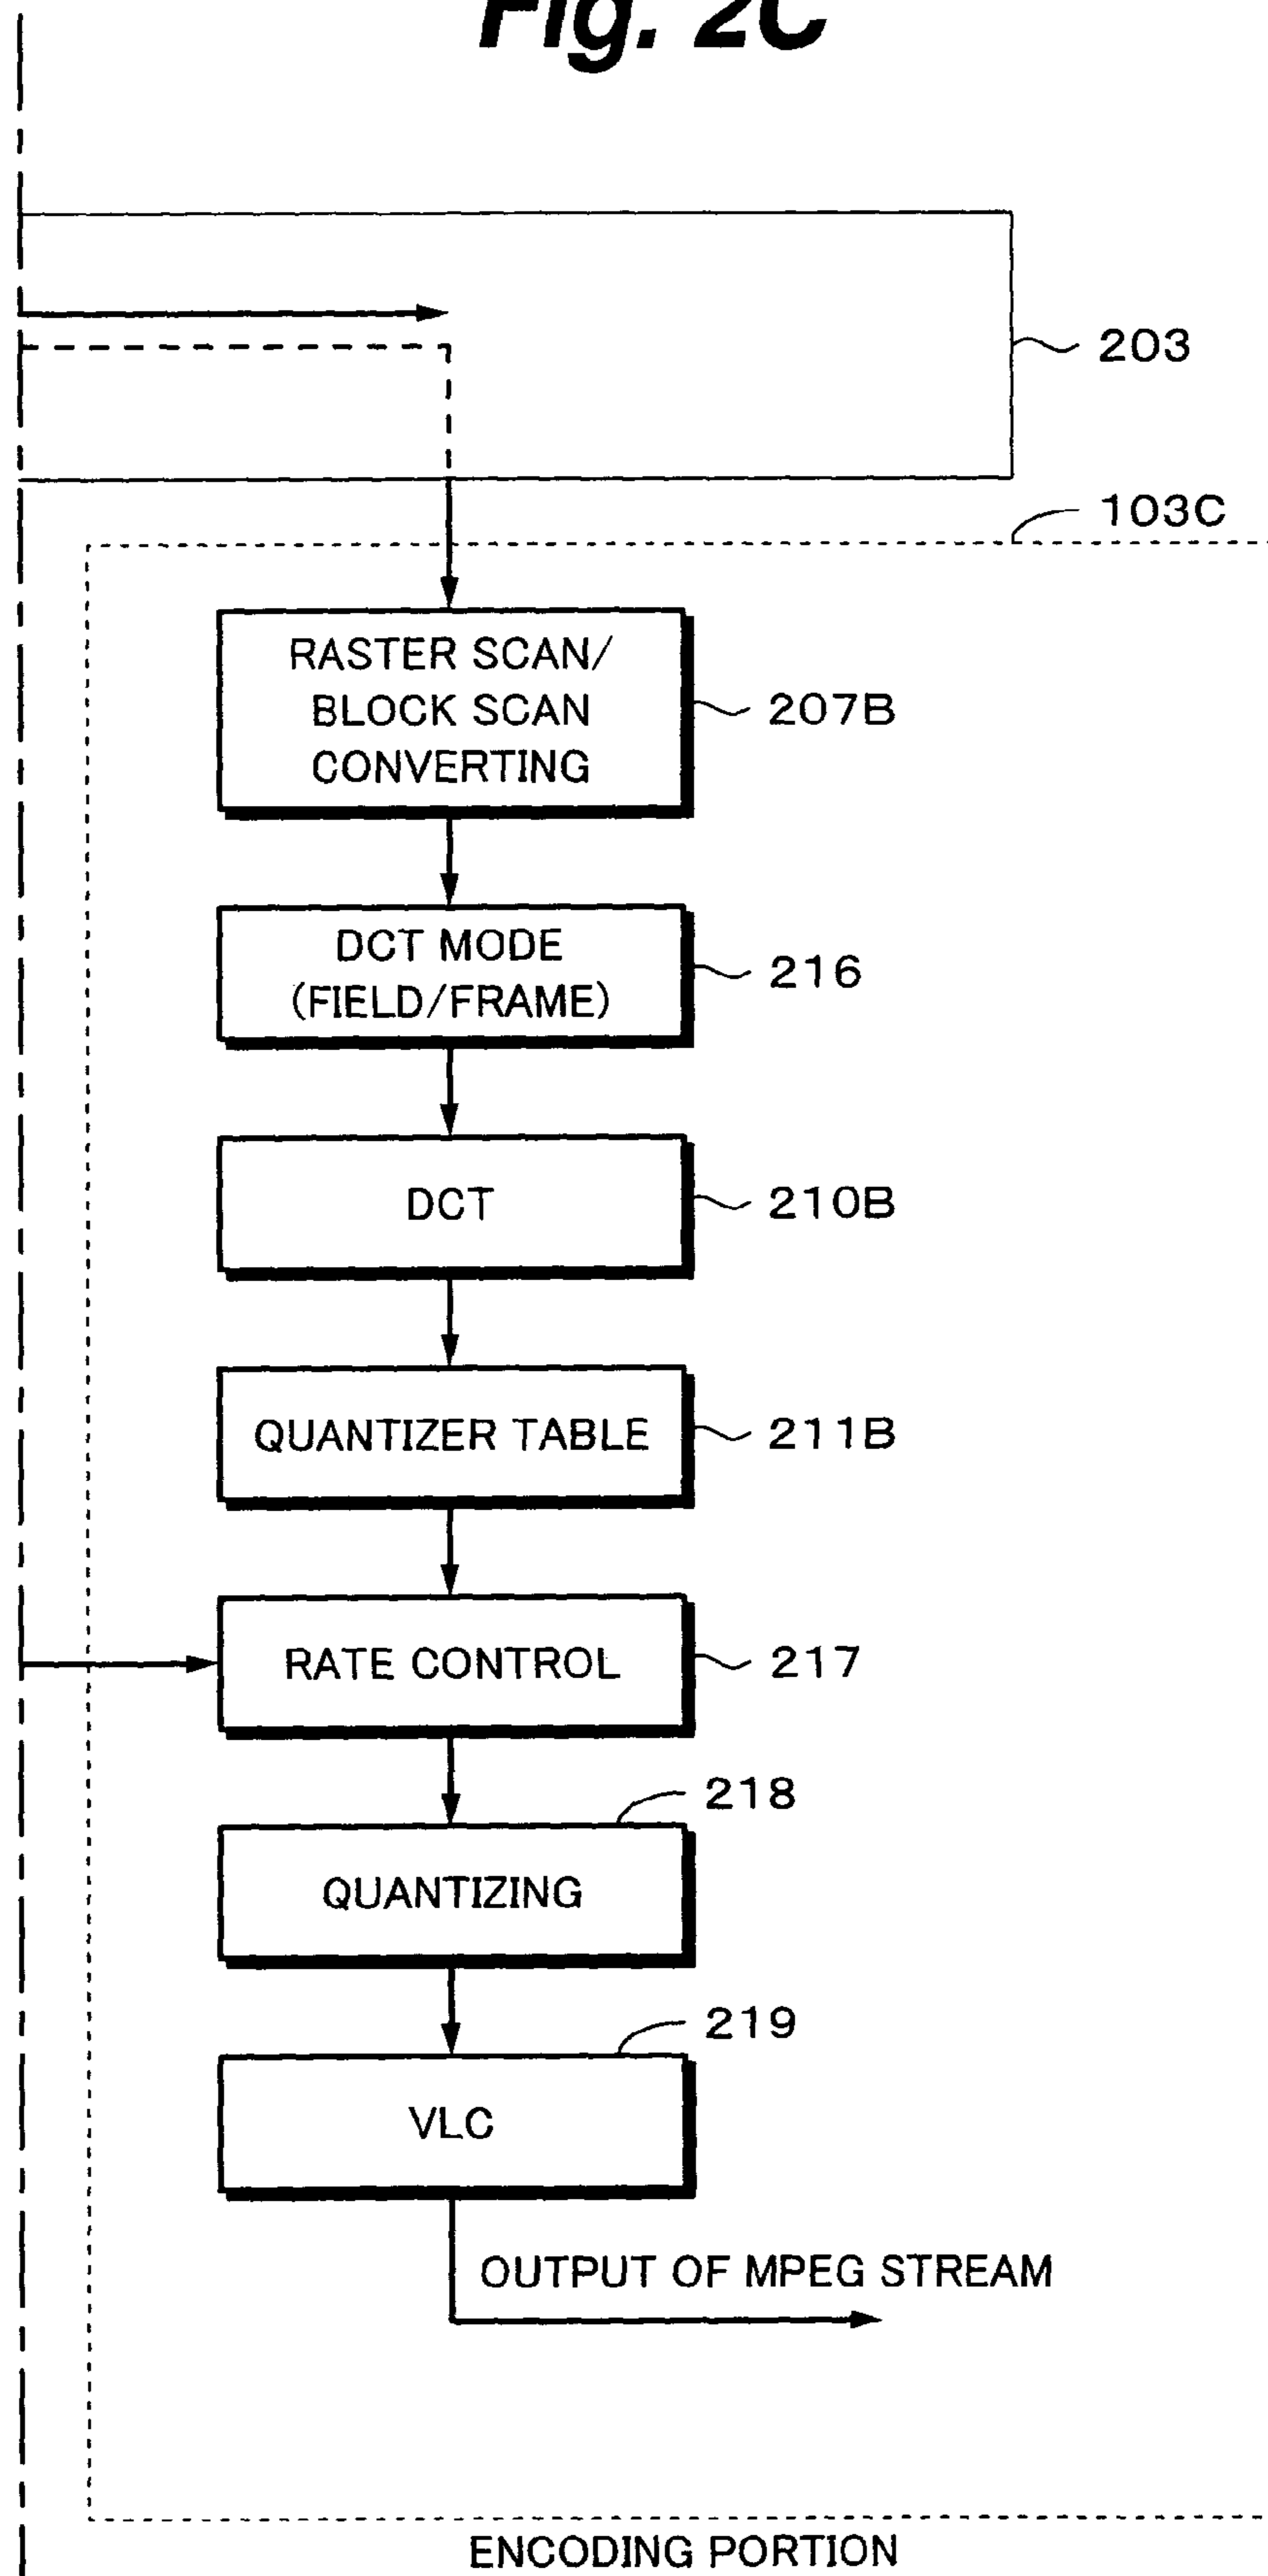 Fig. 2C
203
103C
RASTER SCAN/
BLOCK SCAN
CONVERTING
207B
DCT MODE
(FIELD/FRAME)
216
DCT
210B
QUANTIZER TABLE
211B
RATE CONTROL
217
218
QUANTIZING
219
VLC
OUTPUT OF MPEG STREAM
ENCODING PORTION